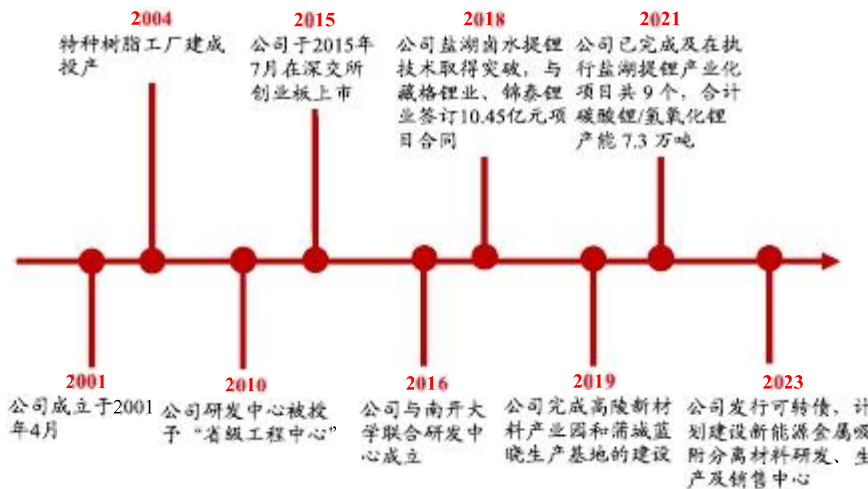 2004
特种树脂工厂建成
投产
2015
公司于2015年
7月在深交所
创业板上市
2018
公司盐湖卤水提锂
技术取得突破，与
藏格锂业、锦泰锂
业签订10.45亿元项
目合同
2021
公司已完成及在执
行盐湖提锂产业化
项目共 9 个，合计
碳酸锂/氢氧化锂
产能 7.3 万吨
2001
公司成立于2001
年4月
2010
公司研发中心被授
予“省级工程中心”
2016
公司与南开大
学联合研发中
心成立
2019
公司完成高陵新材
料产业园和蒲城蓝
晓生产基地的建设
2023
公司发行可转债，计
划建设新能源金属吸
附分离材料研发、生
产及销售中心